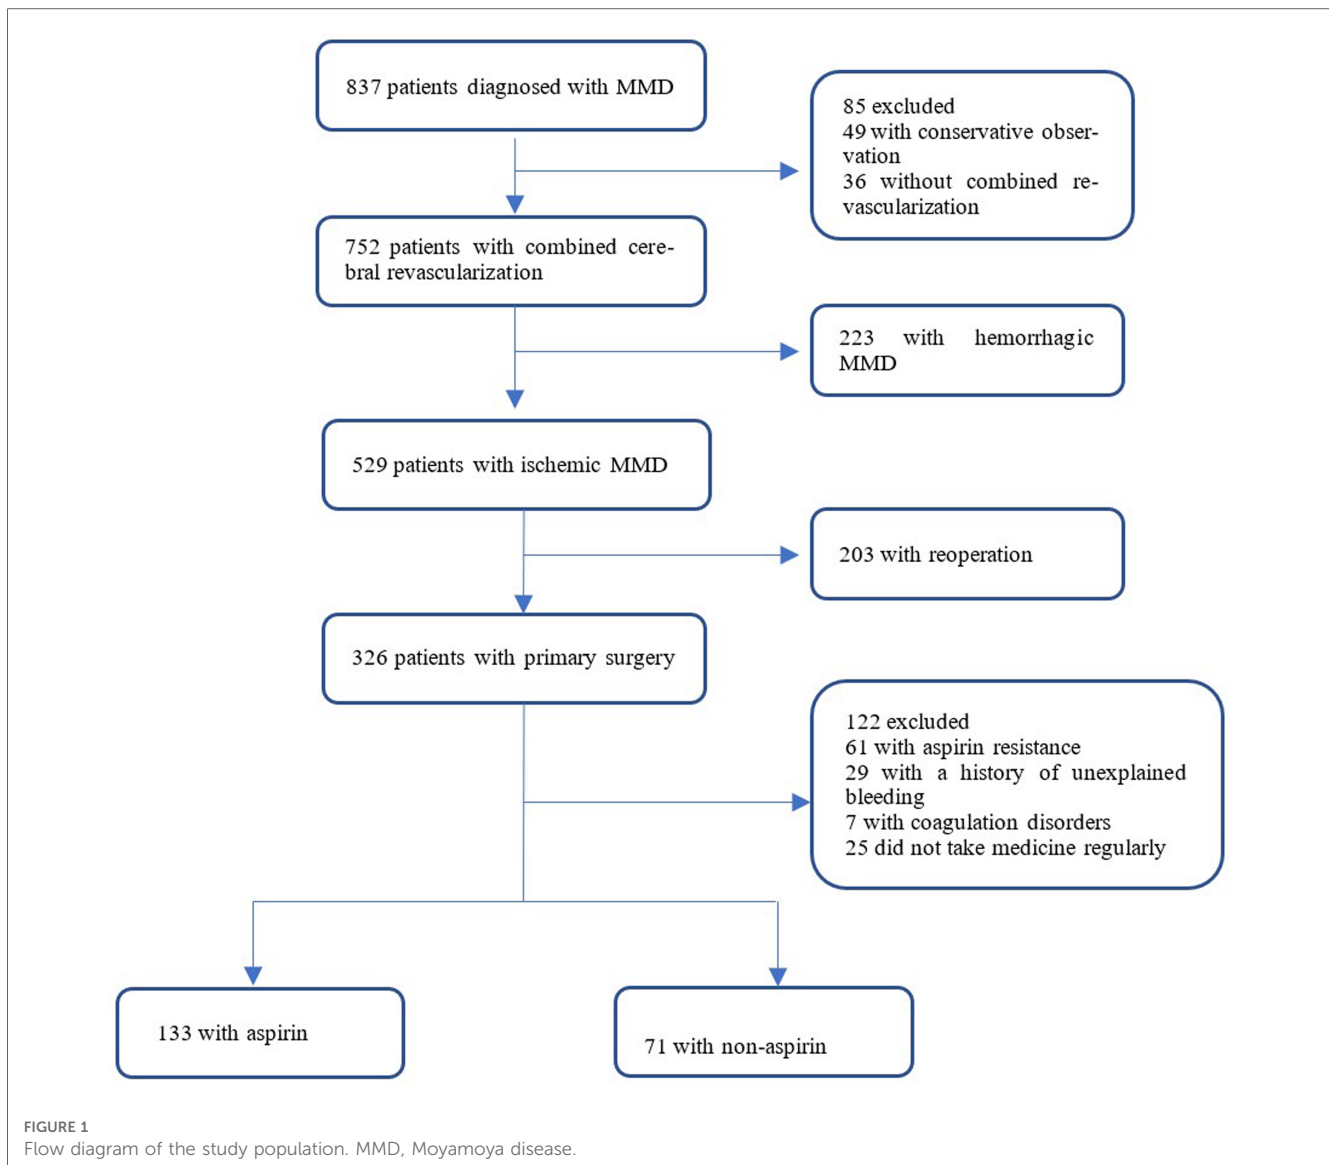 837 patients diagnosed with MMD
85 excluded
49 with conservative obser-
vation
36 without combined re-
vascularization
752 patients with combined cere-
bral revascularization
223 with hemorrhagic
MMD
529 patients with ischemic MMD
203 with reoperation
326 patients with primary surgery
122 excluded
61 with aspirin resistance
29 with a history of unexplained
bleeding
7 with coagulation disorders
25 did not take medicine regularly
133 with aspirin
71 with non-aspirin
FIGURE 1
Flow diagram of the study population. MMD, Moyamoya disease.